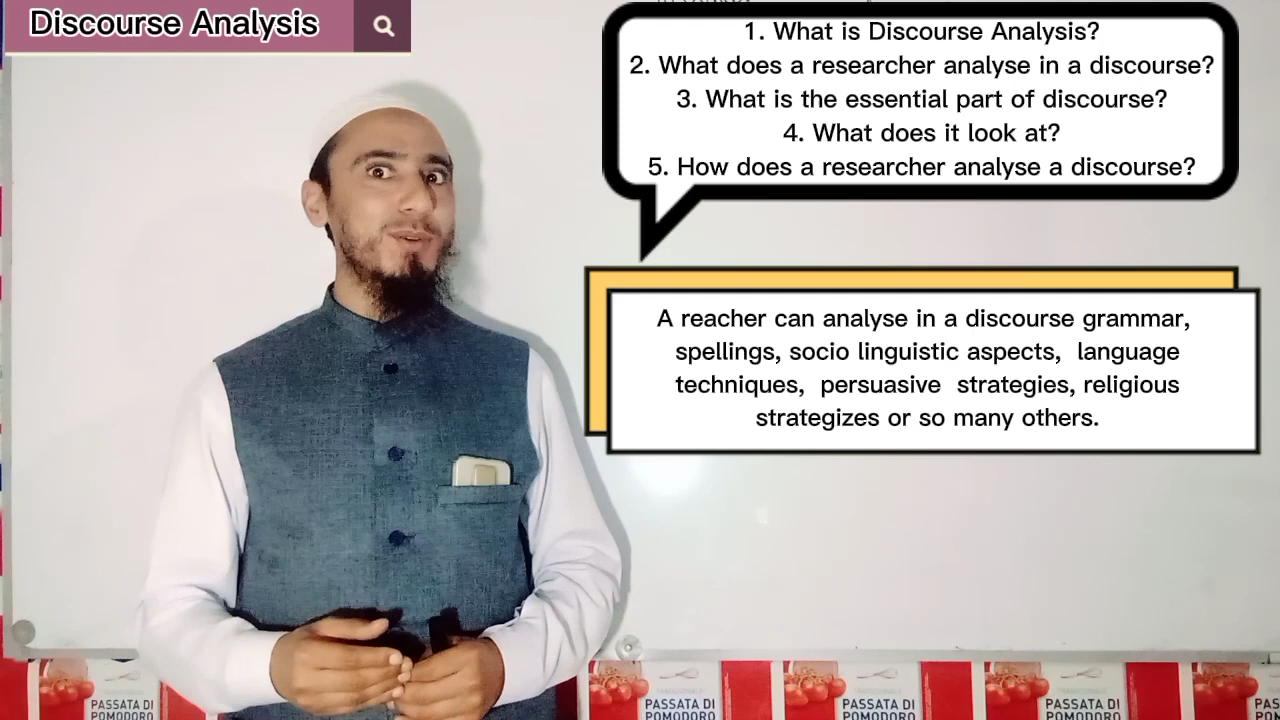 Discourse Analysis
1. What is Discourse Analysis?
2. What does a researcher analyse in a discourse?
3. What is the essential part of discourse?
4. What does it look at?
5. How does a researcher analyse a discourse?
A reacher can analyse in a discourse grammar,
spellings, socio linguistic aspects, language
techniques, persuasive strategies, religious
strategizes or so many others.
PASSATA DI
POMODORO
PASSATA DI
POMODORO
PASSATA DI
POMODORO
PASSATA DI
POMODORO